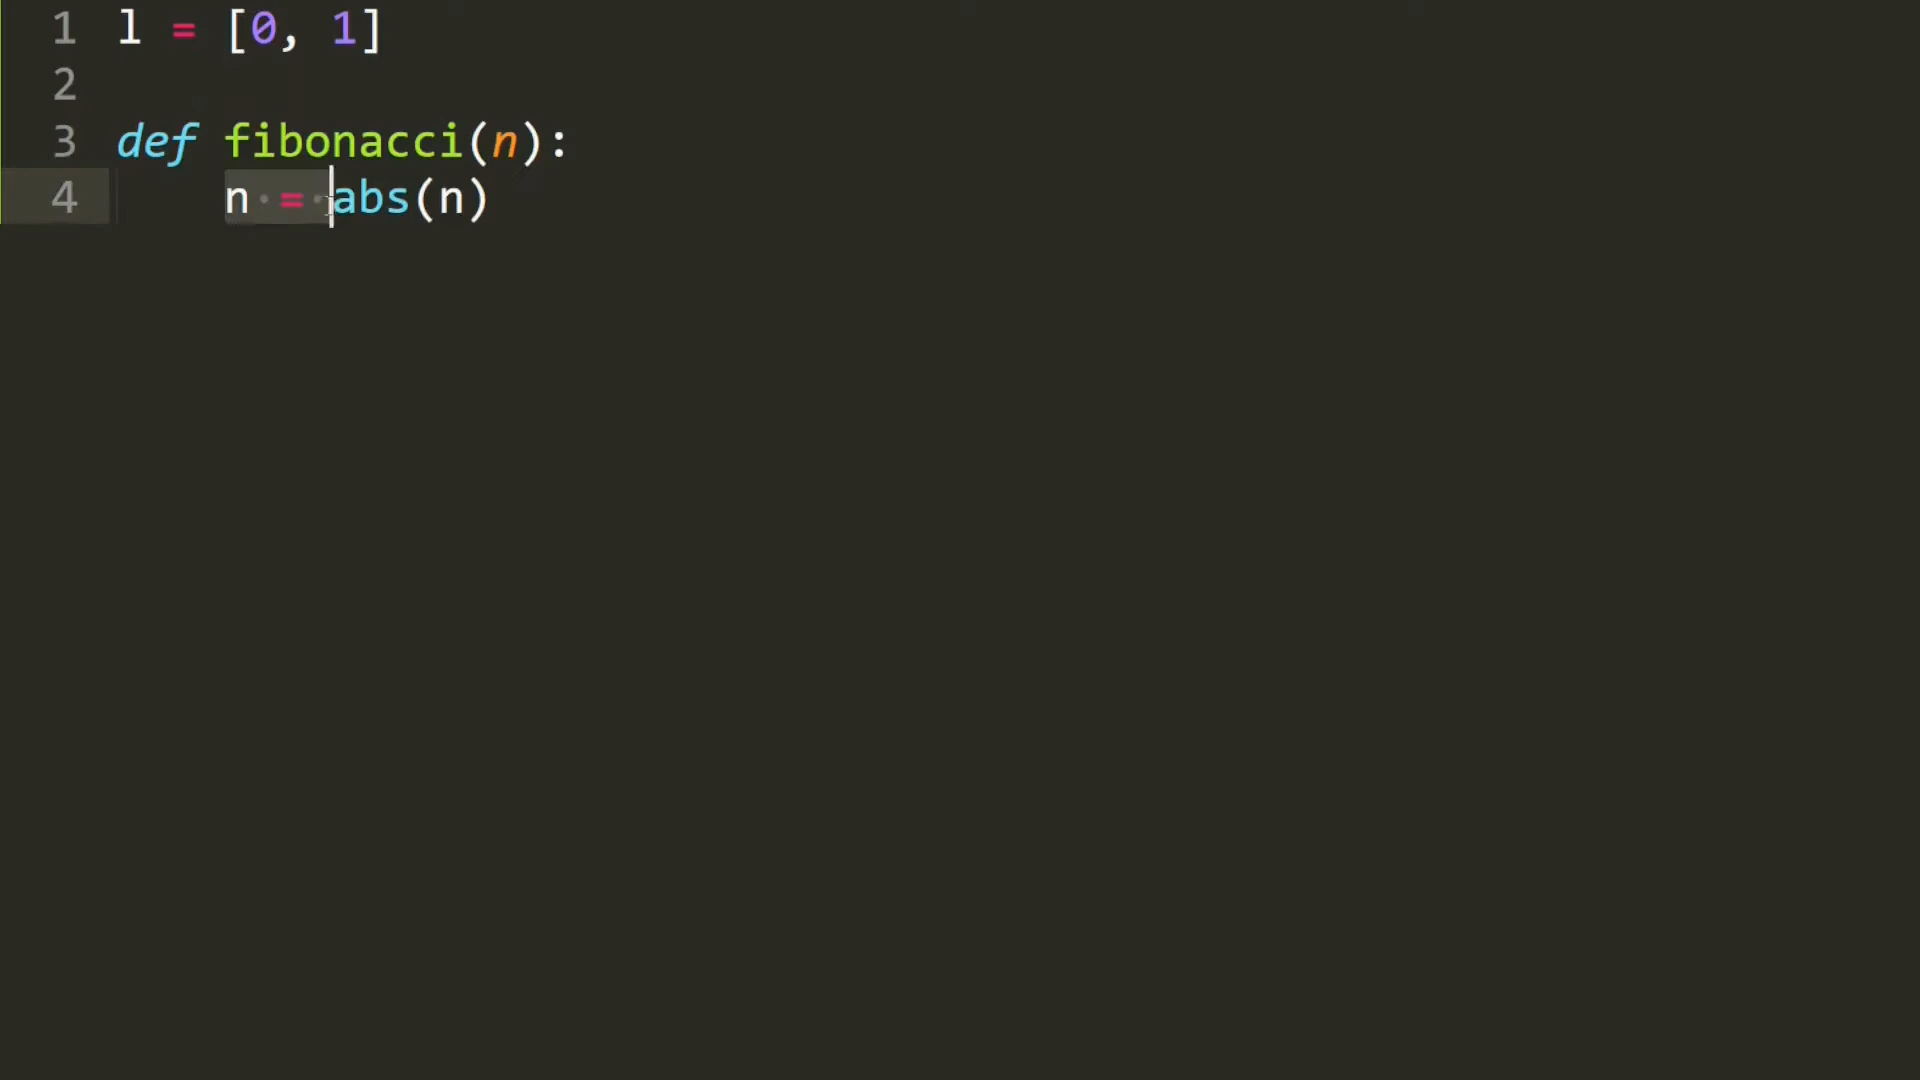 1 l = [0, 1]
2
3 def fibonacci(n):
4     n = abs(n)